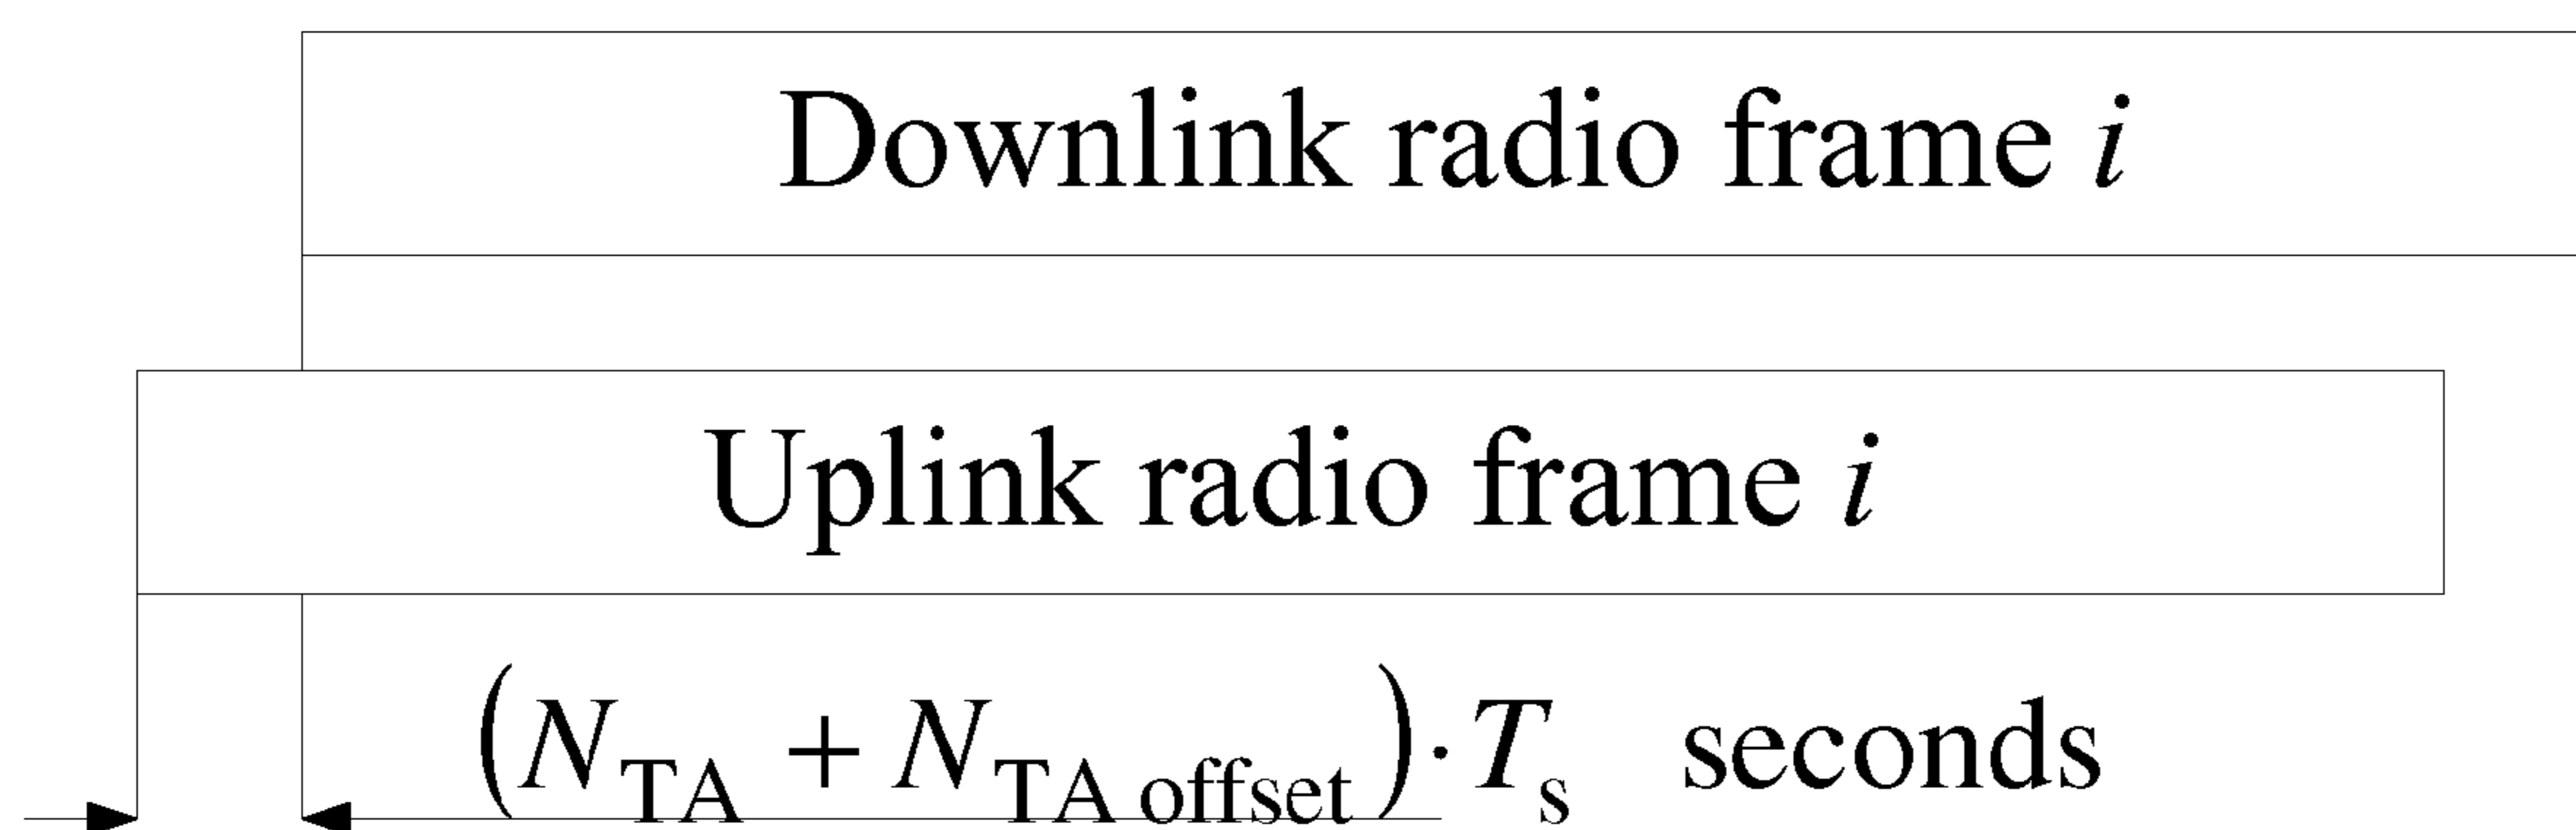 Downlink radio frame i
Uplink radio frame i
(N_TA + N_TA offset) · T_s seconds